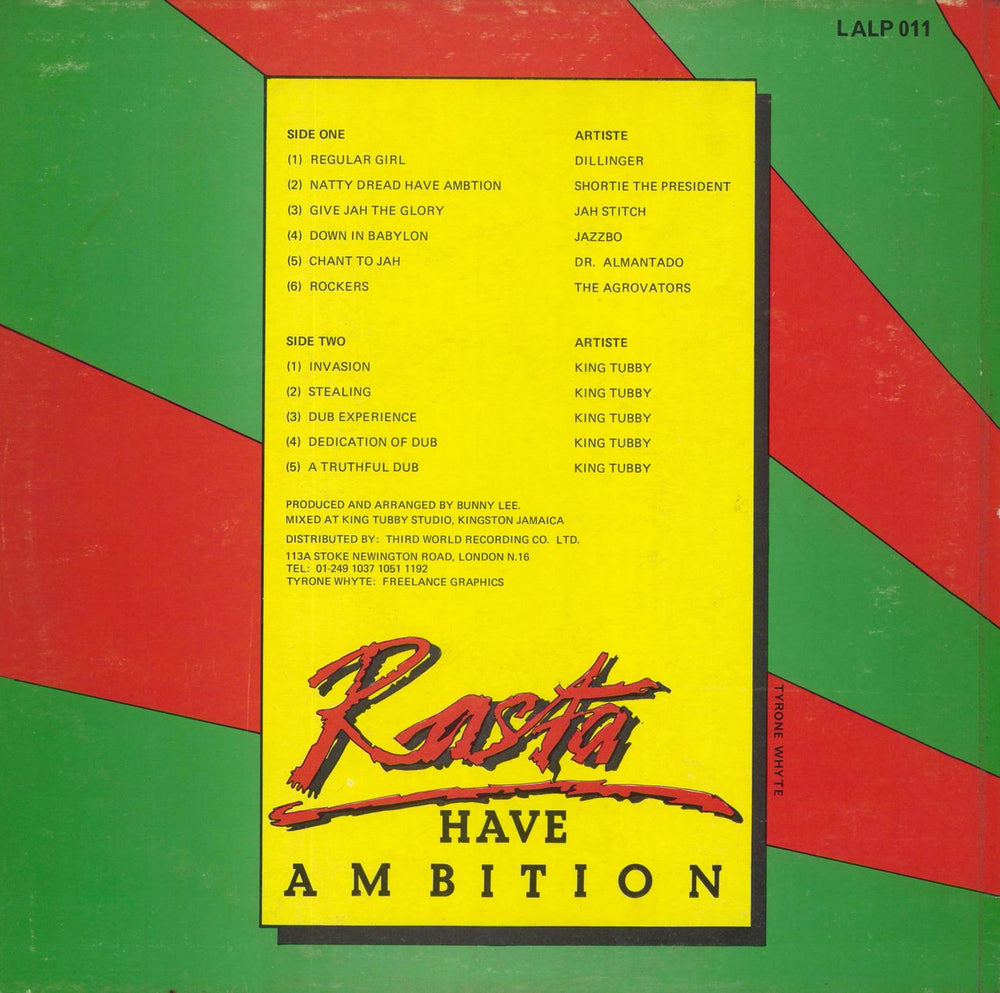 LALP 011
SIDE ONE ARTISTE
(1) REGULAR GIRL DILLINGER
(2) NATTY DREAD HAVE AMBTION SHORTIE THE PRESIDENT
(3) GIVE JAH THE GLORY JAH STITCH
(4) DOWN IN BABYLON JAZZBO
(5) CHANT TO JAH DR. ALMANTADO
(6) ROCKERS THE AGROVATORS
SIDE TWO ARTISTE
(1) INVASION KING TUBBY
(2) STEALING KING TUBBY
(3) DUB EXPERIENCE KING TUBBY
(4) DEDICATION OF DUB KING TUBBY
(5) A TRUTHFUL DUB KING TUBBY
PRODUCED AND ARRANGED BY BUNNY LEE.
MIXED AT KING TUBBY STUDIO, KINGSTON JAMAICA
DISTRIBUTED BY: THIRD WORLD RECORDING CO. LTD.
113A STOKE NEWINGTON ROAD, LONDON N.16
TEL: 01-249 1037 1051 1192
TYRONE WHYTE: FREELANCE GRAPHICS
Rasta
HAVE
AMBITION
TYRONE WHYTE